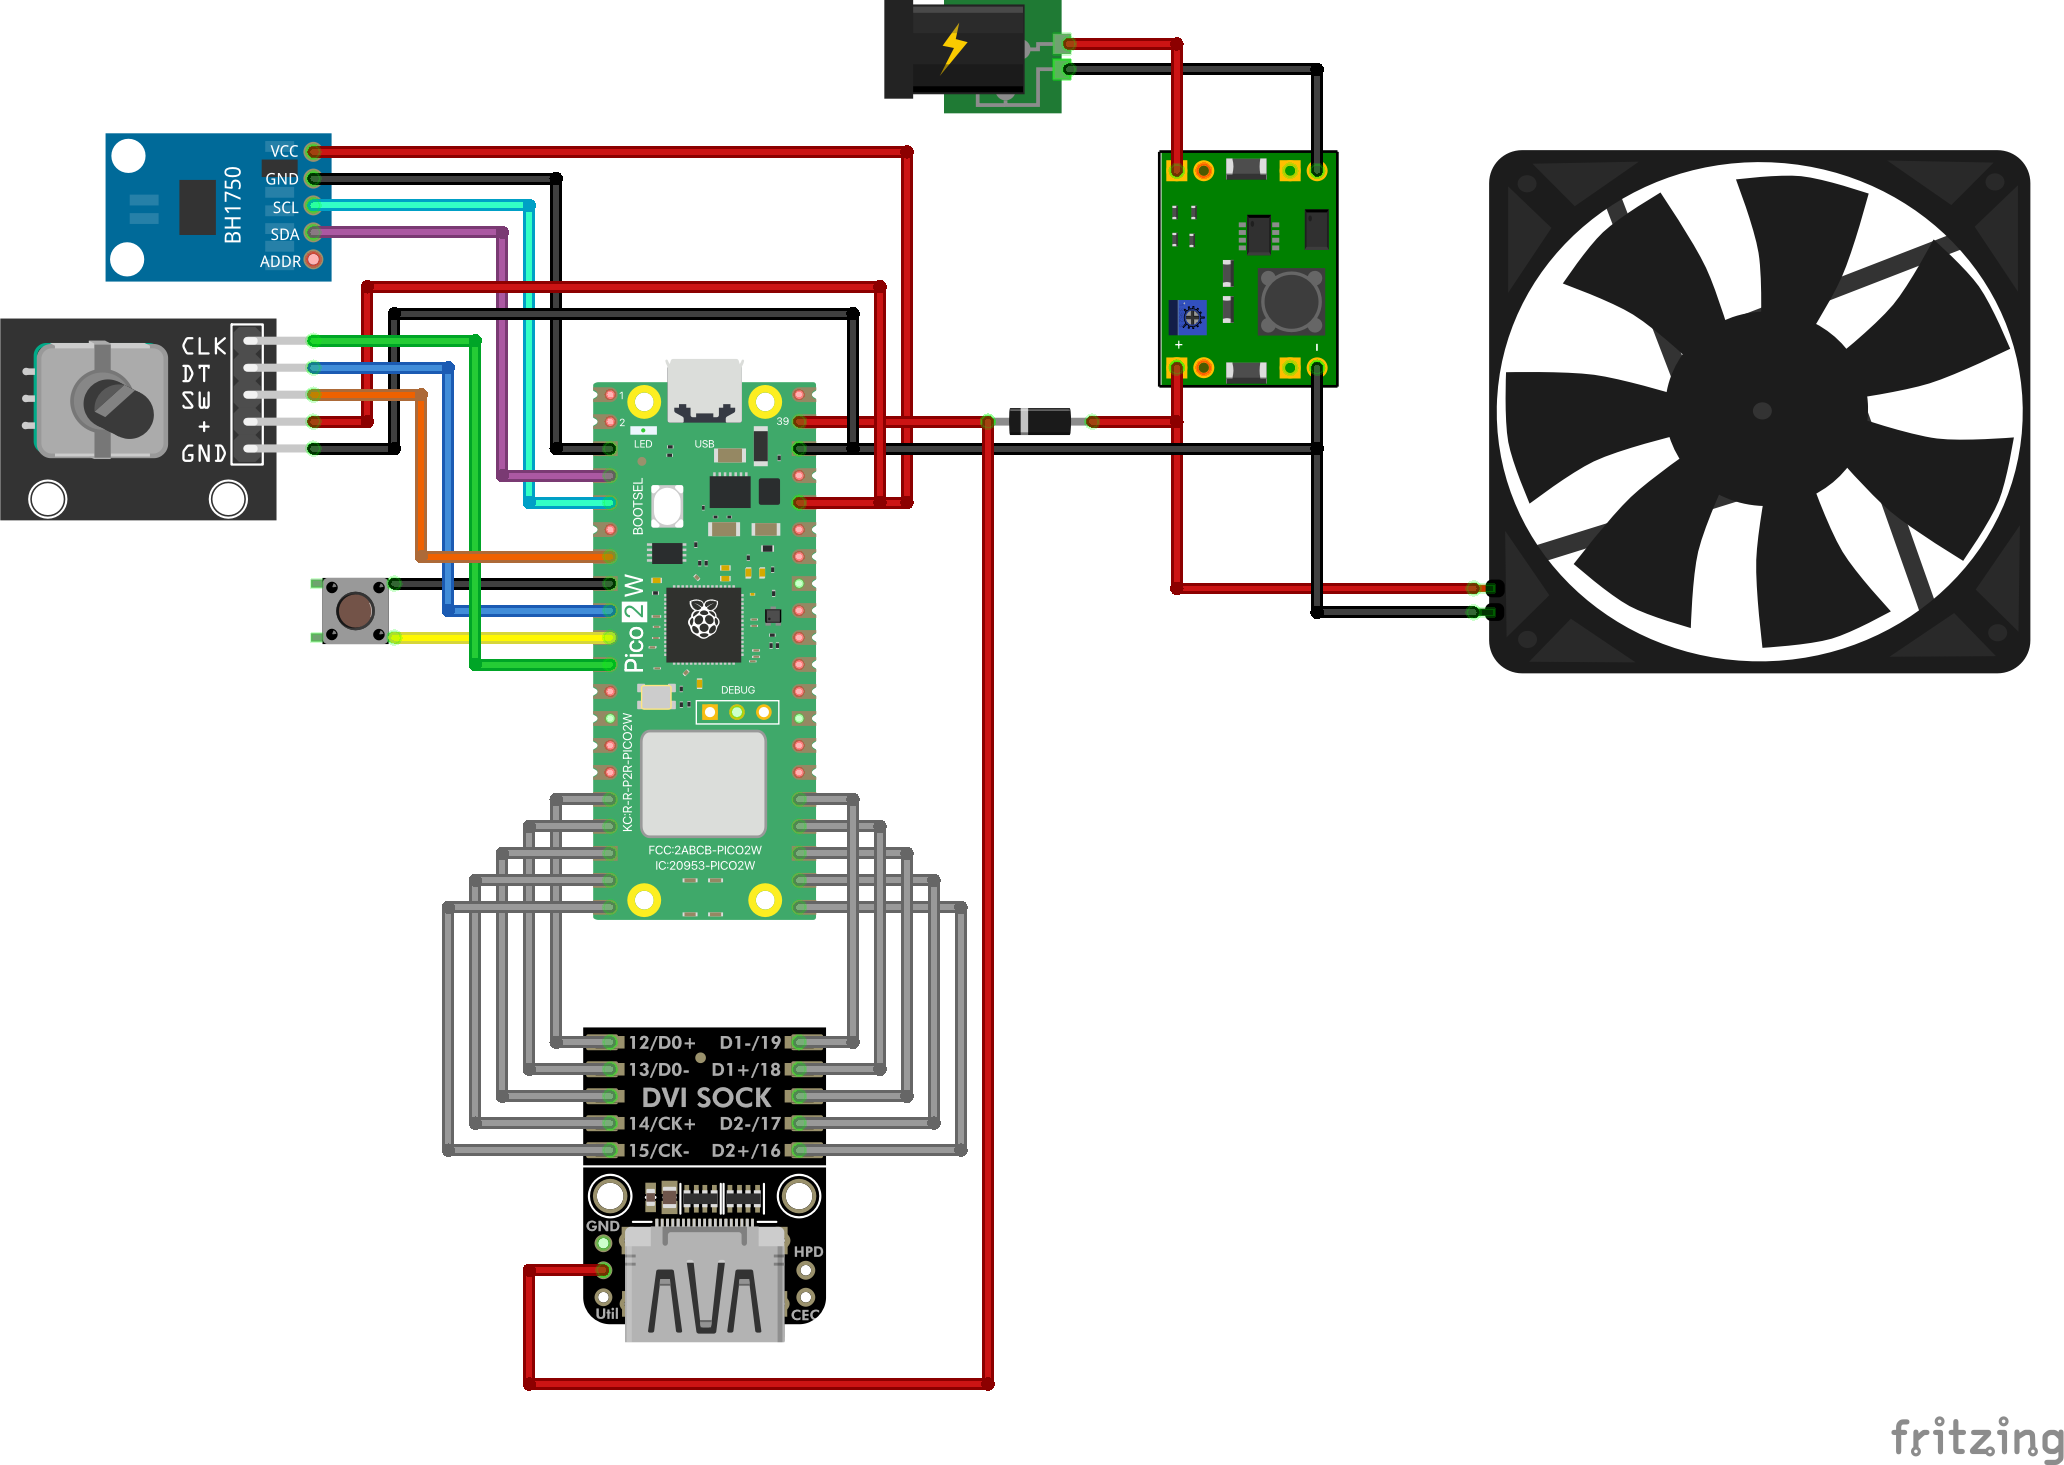 VCC
GND
SCL
SDA
ADDR
BH1750
CLK
DT
SW
+
GND
1
2
39
LED
USB
BOOTSEL
Pico 2 W
DEBUG
KC:R-R-P2R-PICO2W
FCC:2ABCB-PICO2W
IC:20953-PICO2W
+
-
12/D0+ D1-/19
13/D0- D1+/18
DVI SOCK
14/CK+ D2-/17
15/CK- D2+/16
GND
HPD
Util
CEC
fritzing